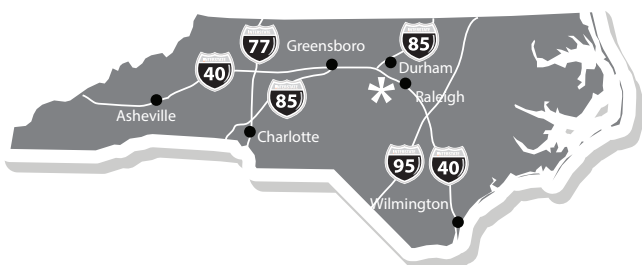 77
Greensboro
85
40
Durham
85
*
Raleigh
Asheville
Charlotte
95
40
Wilmington